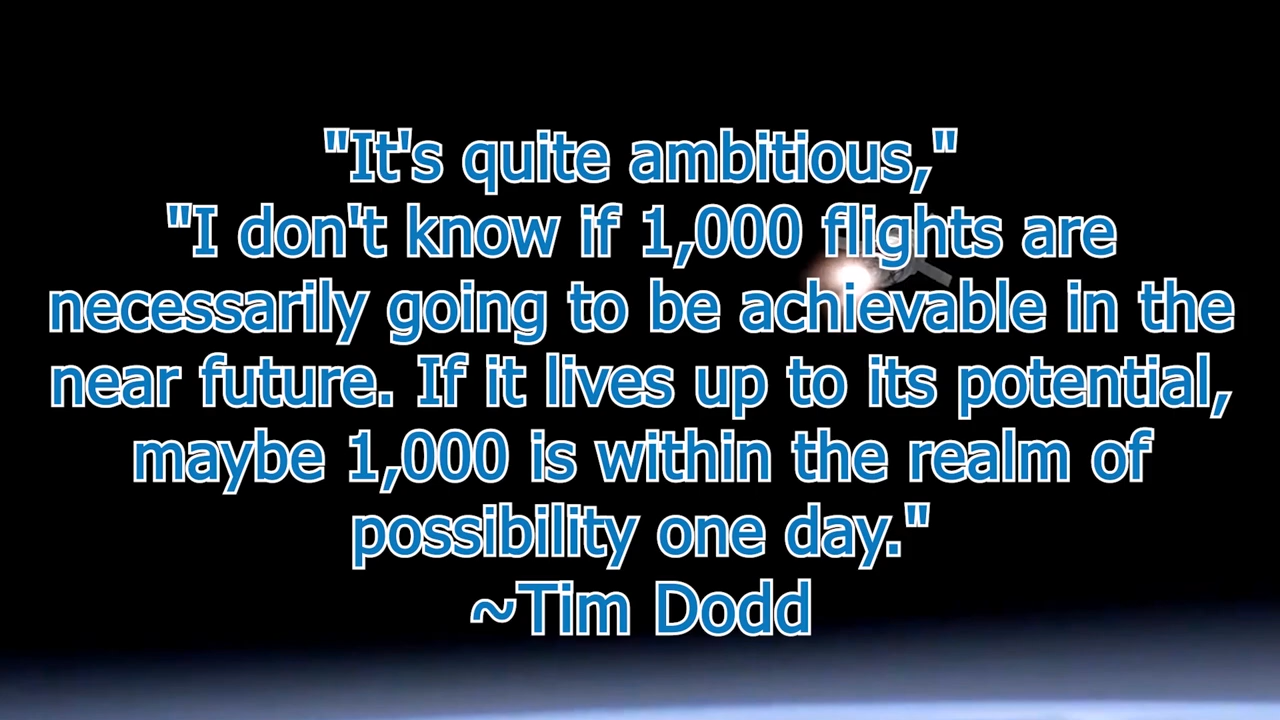 "It's quite ambitious,"
"I don't know if 1,000 flights are
necessarily going to be achievable in the
near future. If it lives up to its potential,
maybe 1,000 is within the realm of
possibility one day."
~Tim Dodd